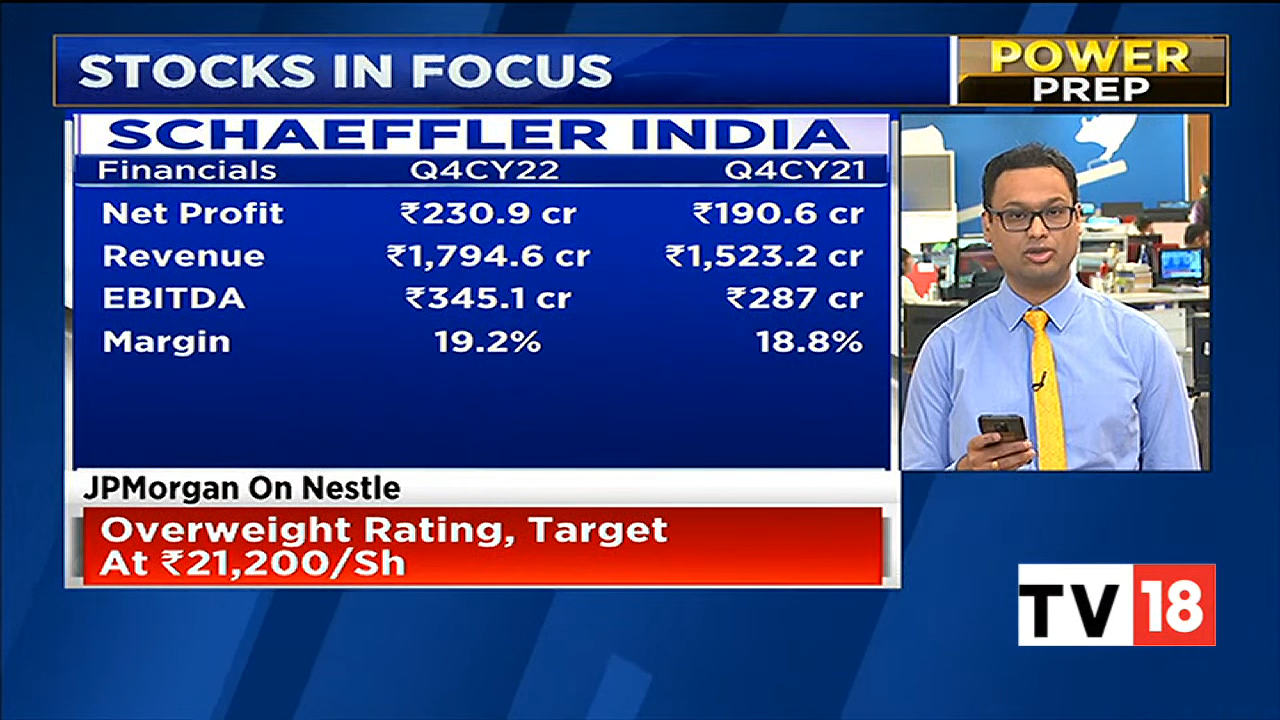 STOCKS IN FOCUS
POWER
PREP
SCHAEFFLER INDIA
Financials Q4CY22 Q4CY21
Net Profit ₹230.9 cr ₹190.6 cr
Revenue ₹1,794.6 cr ₹1,523.2 cr
EBITDA ₹345.1 cr ₹287 cr
Margin 19.2% 18.8%
JPMorgan On Nestle
Overweight Rating, Target
At ₹21,200/Sh
TV18